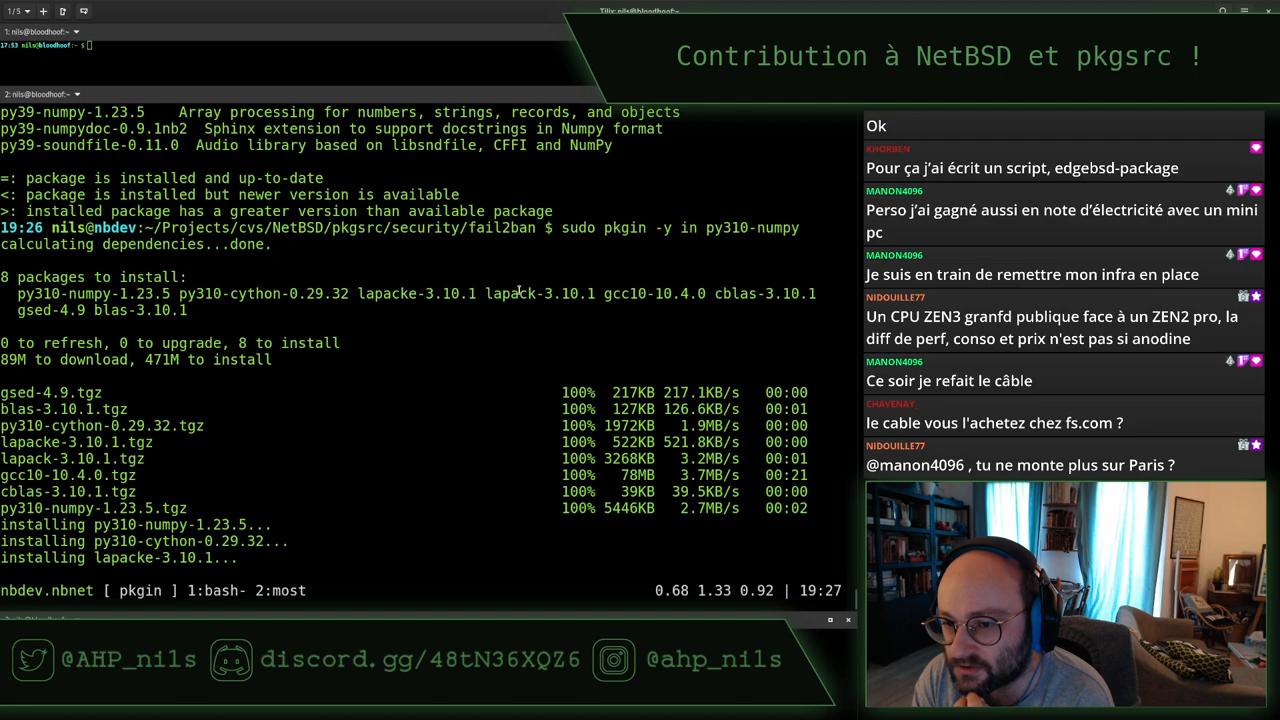 1/5
Tilix: nils@bloodhoof:~
1: nils@bloodhoof:~
17:53 nils@bloodhoof:~ $
Contribution à NetBSD et pkgsrc !
2: nils@bloodhoof:~
py39-numpy-1.23.5    Array processing for numbers, strings, records, and objects
py39-numpydoc-0.9.1nb2  Sphinx extension to support docstrings in Numpy format
py39-soundfile-0.11.0  Audio library based on libsndfile, CFFI and NumPy
=: package is installed and up-to-date
<: package is installed but newer version is available
>: installed package has a greater version than available package
19:26 nils@nbdev:~/Projects/cvs/NetBSD/pkgsrc/security/fail2ban $ sudo pkgin -y in py310-numpy
calculating dependencies...done.
8 packages to install:
py310-numpy-1.23.5 py310-cython-0.29.32 lapacke-3.10.1 lapack-3.10.1 gcc10-10.4.0 cblas-3.10.1
gsed-4.9 blas-3.10.1
0 to refresh, 0 to upgrade, 8 to install
89M to download, 471M to install
gsed-4.9.tgz 100% 217KB 217.1KB/s 00:00
blas-3.10.1.tgz 100% 127KB 126.6KB/s 00:01
py310-cython-0.29.32.tgz 100% 1972KB 1.9MB/s 00:00
lapacke-3.10.1.tgz 100% 522KB 521.8KB/s 00:00
lapack-3.10.1.tgz 100% 3268KB 3.2MB/s 00:01
gcc10-10.4.0.tgz 100% 78MB 3.7MB/s 00:21
cblas-3.10.1.tgz 100% 39KB 39.5KB/s 00:00
py310-numpy-1.23.5.tgz 100% 5446KB 2.7MB/s 00:02
installing py310-numpy-1.23.5...
installing py310-cython-0.29.32...
installing lapacke-3.10.1...
nbdev.nbnet [ pkgin ] 1:bash- 2:most 0.68 1.33 0.92 | 19:27
Ok
KHORBEN
Pour ça j'ai écrit un script, edgebsd-package
MANON4096
Perso j'ai gagné aussi en note d'électricité avec un mini
pc
MANON4096
Je suis en train de remettre mon infra en place
NIDOUILLE77
Un CPU ZEN3 granfd publique face à un ZEN2 pro, la
diff de perf, conso et prix n'est pas si anodine
MANON4096
Ce soir je refait le câble
CHAVENAY_
le cable vous l'achetez chez fs.com ?
NIDOUILLE77
@manon4096 , tu ne monte plus sur Paris ?
@AHP_nils
discord.gg/48tN36XQZ6
@ahp_nils